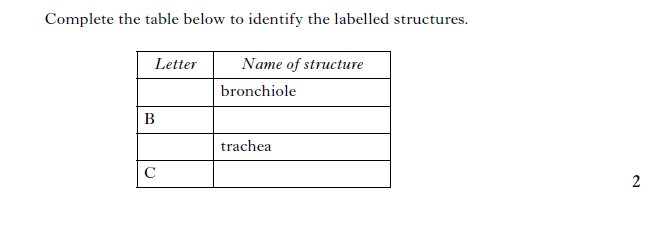 Complete the table below to identify the labelled structures.
Letter Name of structure
bronchiole
B
trachea
C
2